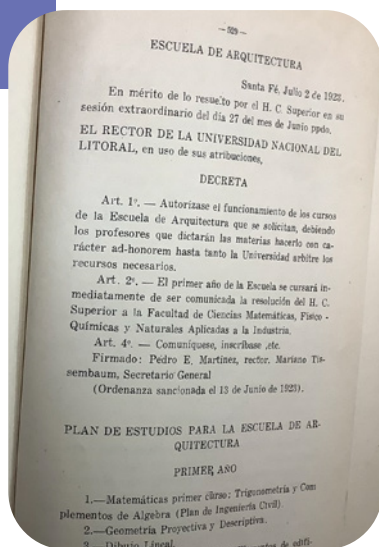 — 929 —
ESCUELA DE ARQUITECTURA
Santa Fé, Julio 2 de 1923.
En mérito de lo resuelto por el H. C. Superior en su
sesión extraordinario del día 27 del mes de Junio ppdo.
EL RECTOR DE LA UNIVERSIDAD NACIONAL DEL
LITORAL, en uso de sus atribuciones,
DECRETA
Art. 1º. — Autorízase el funcionamiento de los cursos
de la Escuela de Arquitectura que se solicitan, debiendo
los profesores que dictarán las materias hacerlo con ca-
rácter ad-honorem hasta tanto la Universidad arbitre los
recursos necesarios.
Art. 2º. — El primer año de la Escuela se cursará in-
mediatamente de ser comunicada la resolución del H. C.
Superior a la Facultad de Ciencias Matemáticas, Físico -
Químicas y Naturales Aplicadas a la Industria.
Art. 4º. — Comuníquese, inscríbase ,etc.
Firmado: Pedro E. Martínez, rector. Mariano Tis-
sembaum, Secretario General
(Ordenanza sancionada el 13 de Junio de 1923).
PLAN DE ESTUDIOS PARA LA ESCUELA DE AR-
QUITECTURA
PRIMER AÑO
1.—Matemáticas primer curso: Trigonometría y Com
plementos de Algebra (Plan de Ingeniería Civil).
2.—Geometría Proyectiva y Descriptiva.
3.—Dibujo Lineal.